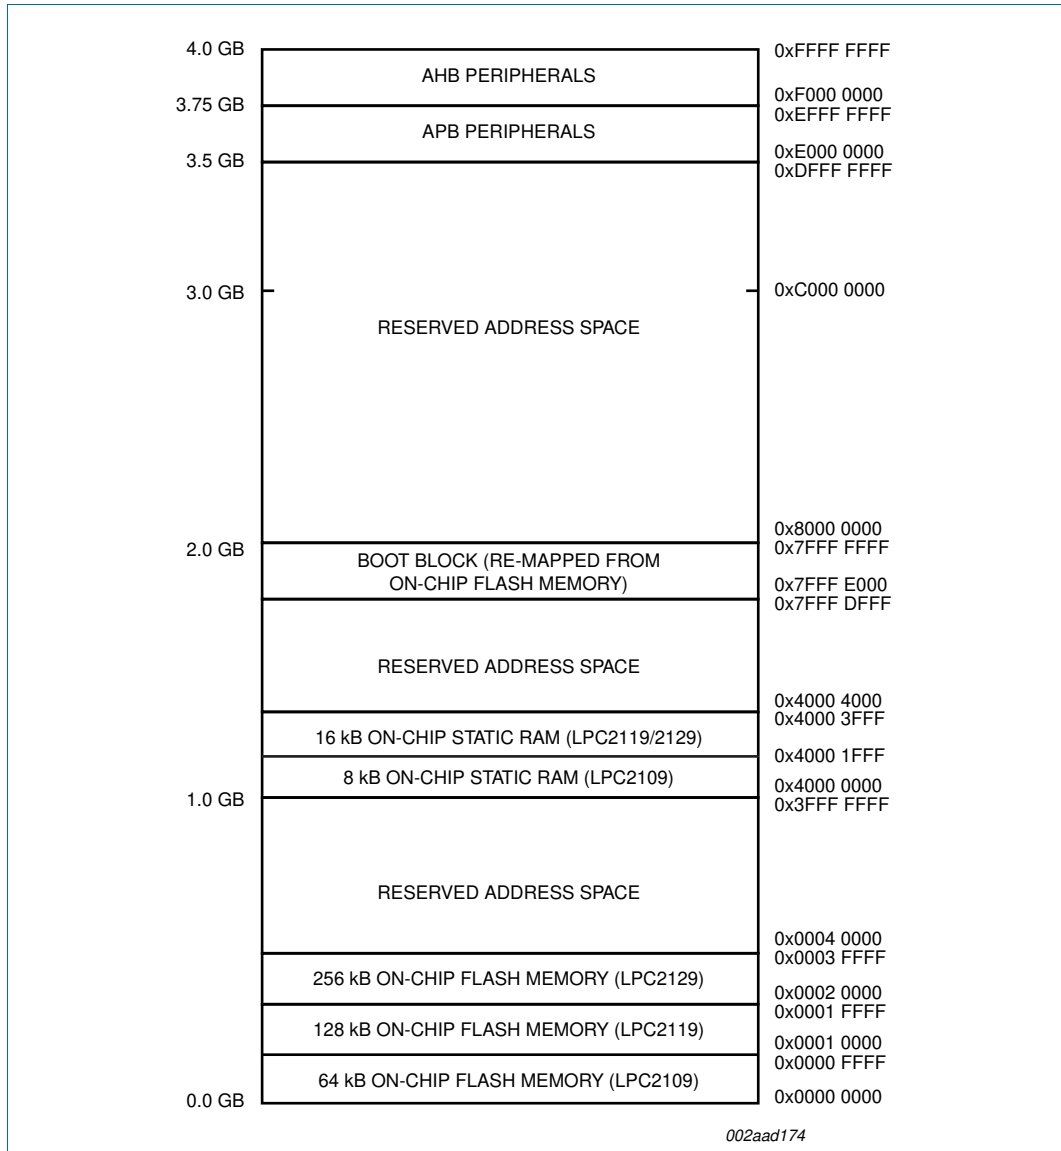 4.0 GB
0xFFFF FFFF
AHB PERIPHERALS
0xF000 0000
3.75 GB
0xEFFF FFFF
APB PERIPHERALS
0xE000 0000
3.5 GB
0xDFFF FFFF
3.0 GB
0xC000 0000
RESERVED ADDRESS SPACE
0x8000 0000
2.0 GB
0x7FFF FFFF
BOOT BLOCK (RE-MAPPED FROM
ON-CHIP FLASH MEMORY)
0x7FFF E000
0x7FFF DFFF
RESERVED ADDRESS SPACE
0x4000 4000
0x4000 3FFF
16 kB ON-CHIP STATIC RAM (LPC2119/2129)
0x4000 1FFF
8 kB ON-CHIP STATIC RAM (LPC2109)
0x4000 0000
1.0 GB
0x3FFF FFFF
RESERVED ADDRESS SPACE
0x0004 0000
0x0003 FFFF
256 kB ON-CHIP FLASH MEMORY (LPC2129)
0x0002 0000
0x0001 FFFF
128 kB ON-CHIP FLASH MEMORY (LPC2119)
0x0001 0000
0x0000 FFFF
64 kB ON-CHIP FLASH MEMORY (LPC2109)
0.0 GB
0x0000 0000
002aad174